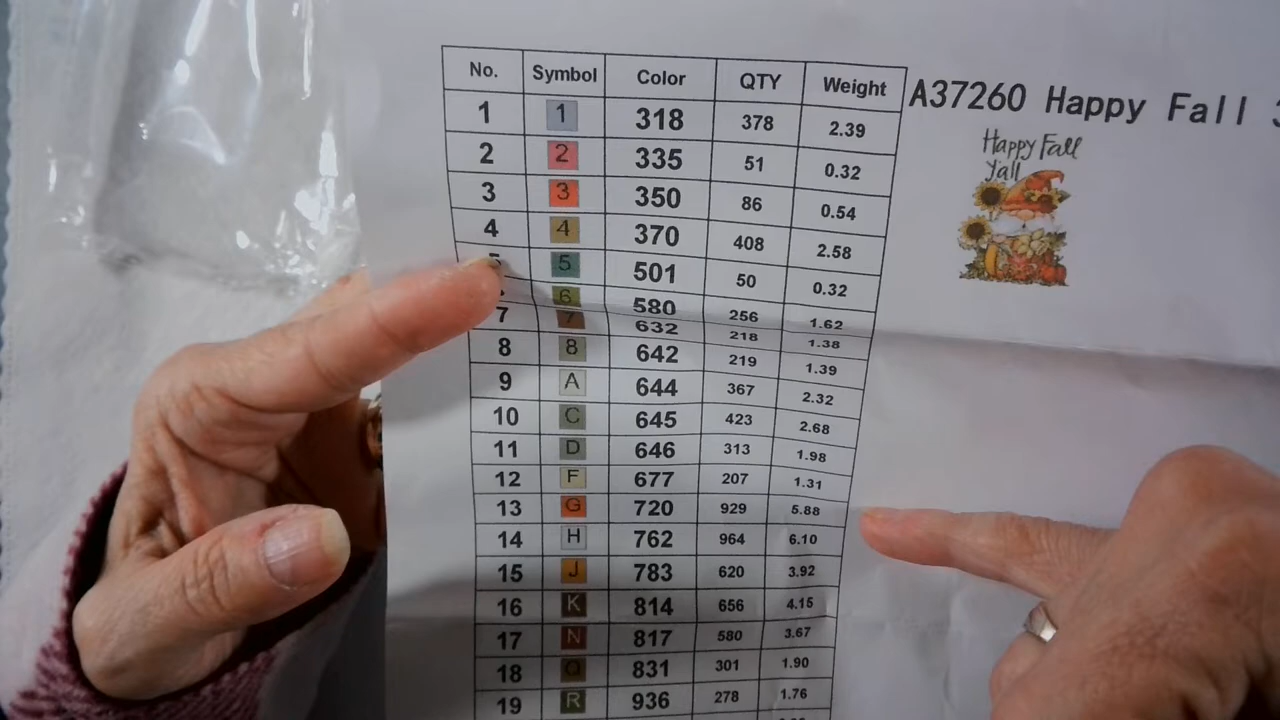 No. Symbol Color QTY Weight
A37260 Happy Fall
1 1 318 378 2.39
Happy Fall
y'all
2 2 335 51 0.32
3 3 350 86 0.54
4 4 370 408 2.58
5 501 50 0.32
6 580 256 1.62
7 7 632 218 1.38
8 8 642 219 1.39
9 A 644 367 2.32
10 C 645 423 2.68
11 D 646 313 1.98
12 F 677 207 1.31
13 G 720 929 5.88
14 H 762 964 6.10
15 J 783 620 3.92
16 K 814 656 4.15
17 N 817 580 3.67
18 Q 831 301 1.90
19 R 936 278 1.76